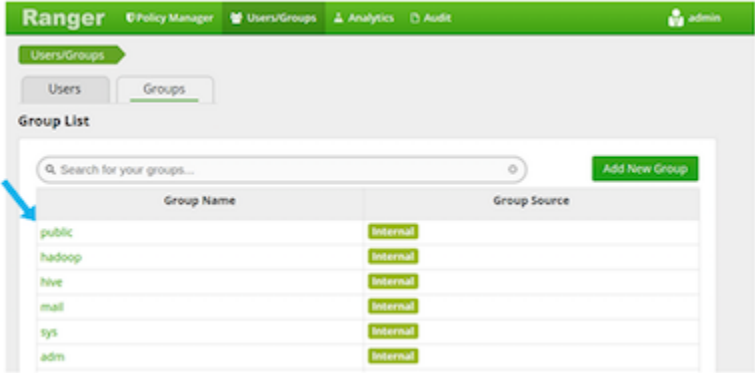 Ranger Policy Manager Users/Groups Analytics Audit admin
Users/Groups
Users Groups
Group List
Search for your groups... Add New Group
Group Name Group Source
public Internal
hadoop Internal
hive Internal
mail Internal
sys Internal
adm Internal